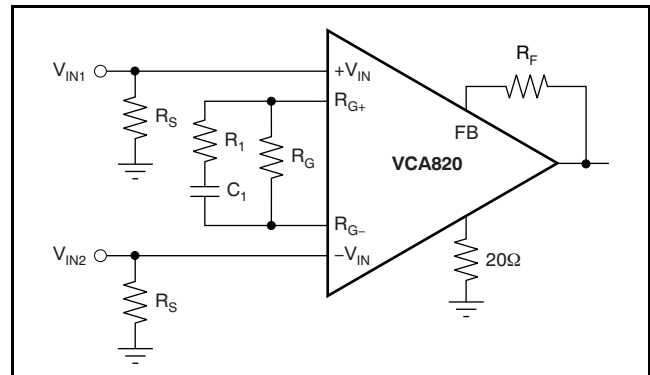 R_F
V_IN1
+V_IN
R_G+
R_S
R_1
R_G
FB
VCA820
C_1
R_G−
V_IN2
−V_IN
20Ω
R_S